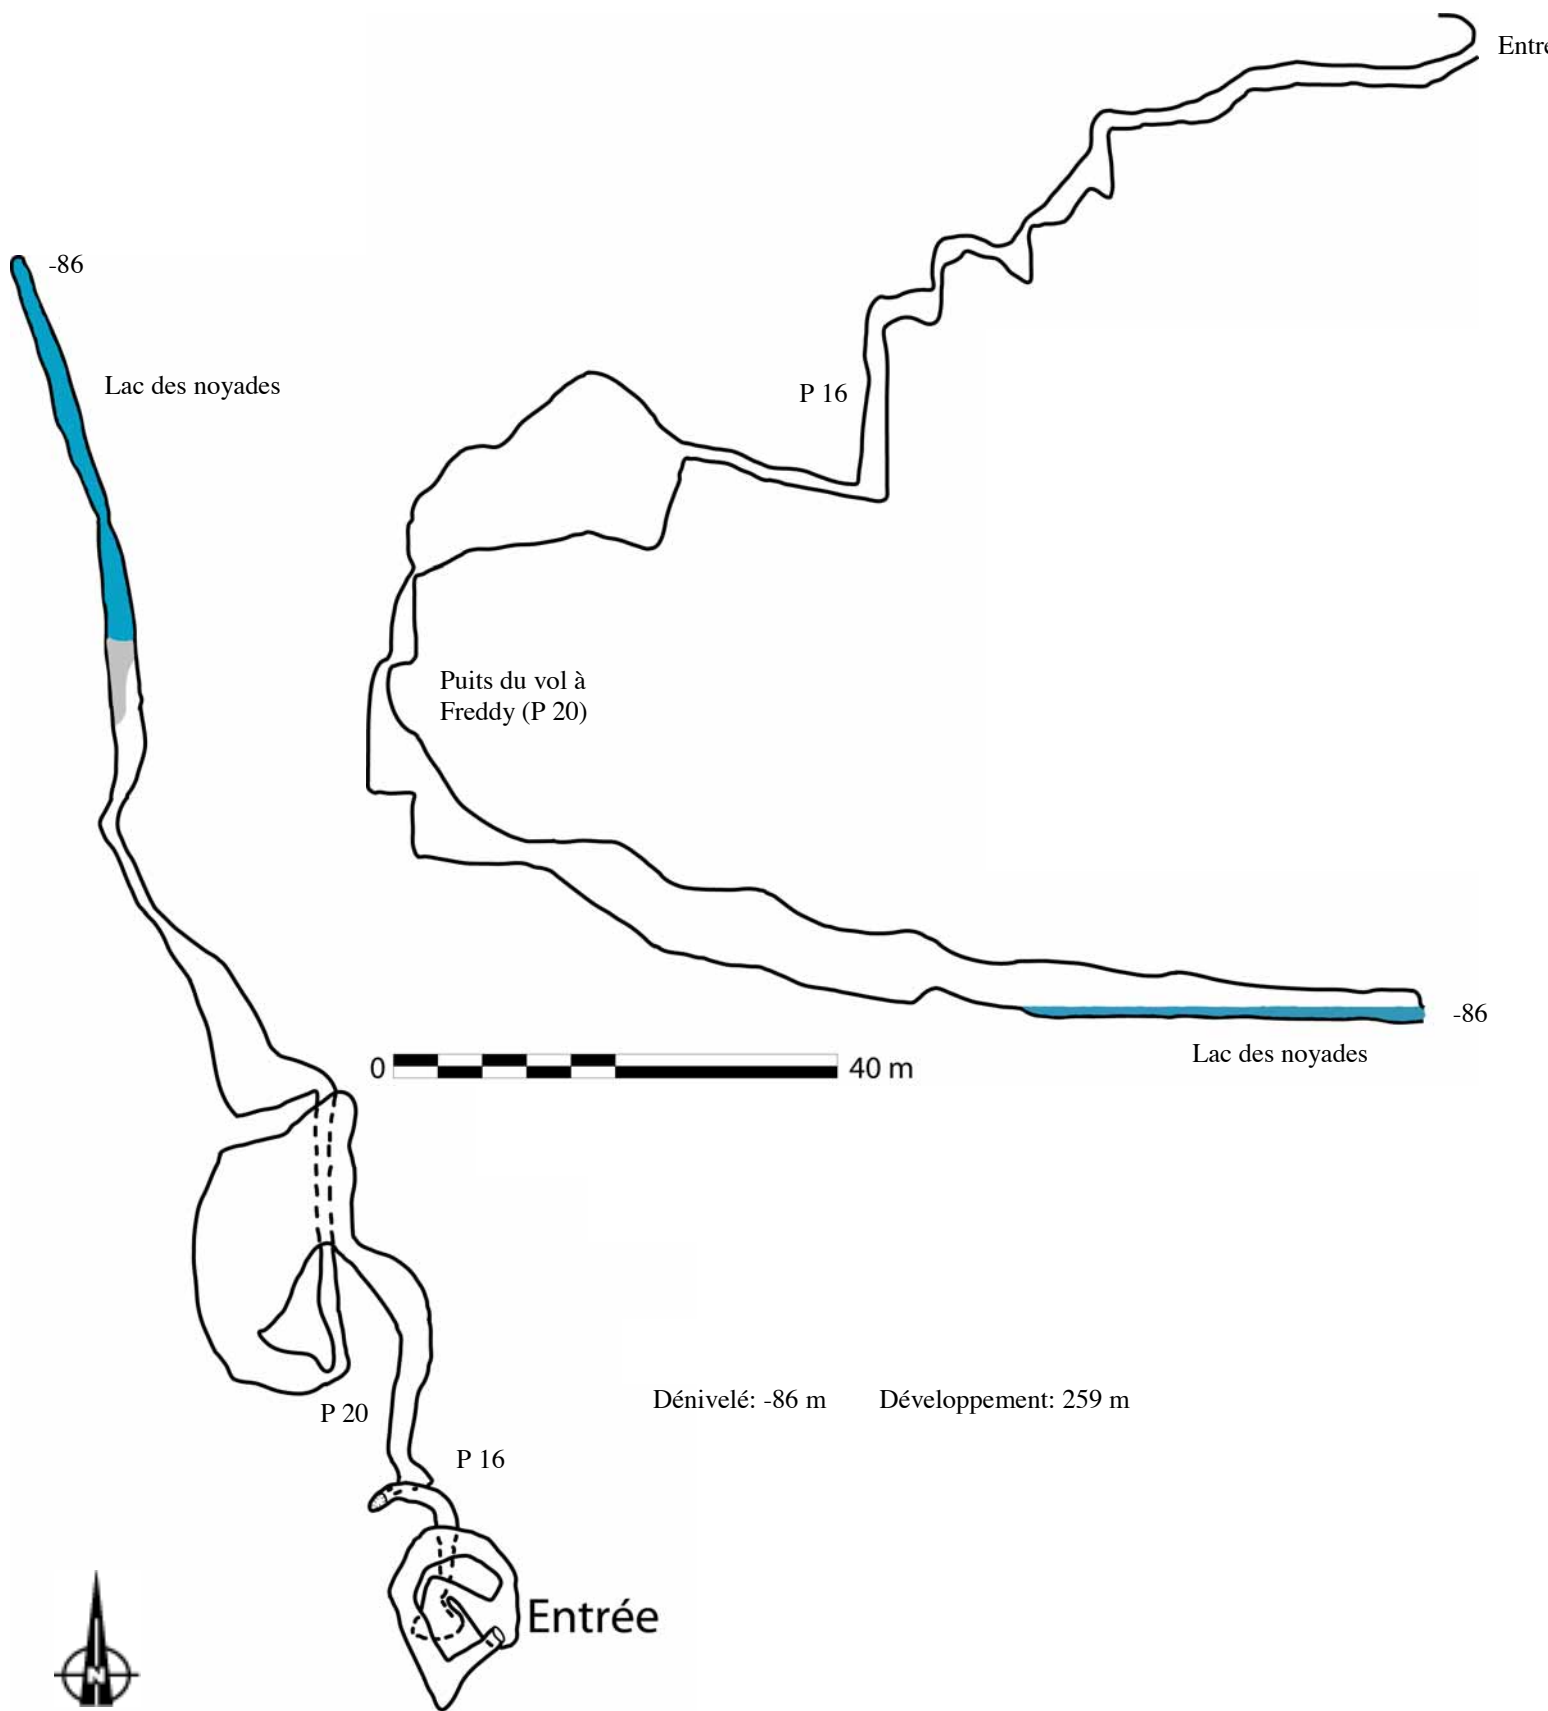 Entré
-86
Lac des noyades
P 16
Puits du vol à
Freddy (P 20)
-86
Lac des noyades
0 40 m
Dénivelé: -86 m Développement: 259 m
P 20
P 16
Entrée
N